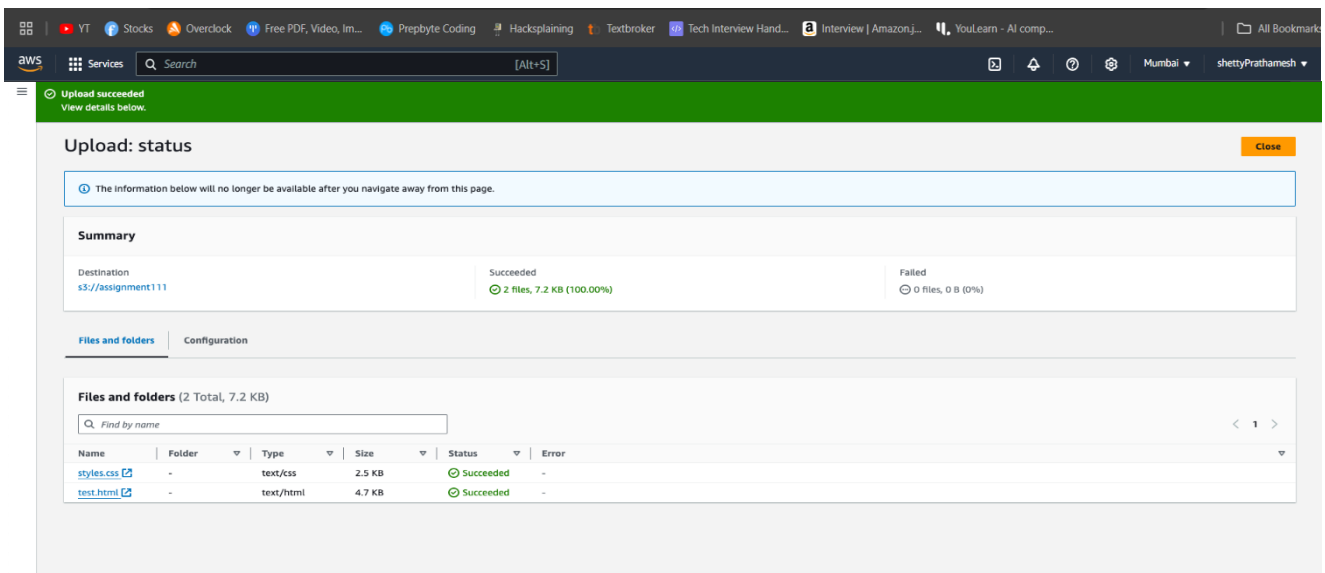 YT Stocks Overclock Free PDF, Video, Im... Prepbyte Coding Hacksplaining Textbroker Tech Interview Hand... Interview | Amazon.j... YouLearn - AI comp... All Bookmarks
aws Services Search [Alt+S] Mumbai shettyPrathamesh
Upload succeeded
View details below.
Upload: status
Close
The information below will no longer be available after you navigate away from this page.
Summary
Destination Succeeded Failed
s3://assignment111 2 files, 7.2 KB (100.00%) 0 files, 0 B (0%)
Files and folders Configuration
Files and folders (2 Total, 7.2 KB)
Find by name
1
Name Folder Type Size Status Error
styles.css - text/css 2.5 KB Succeeded -
test.html - text/html 4.7 KB Succeeded -